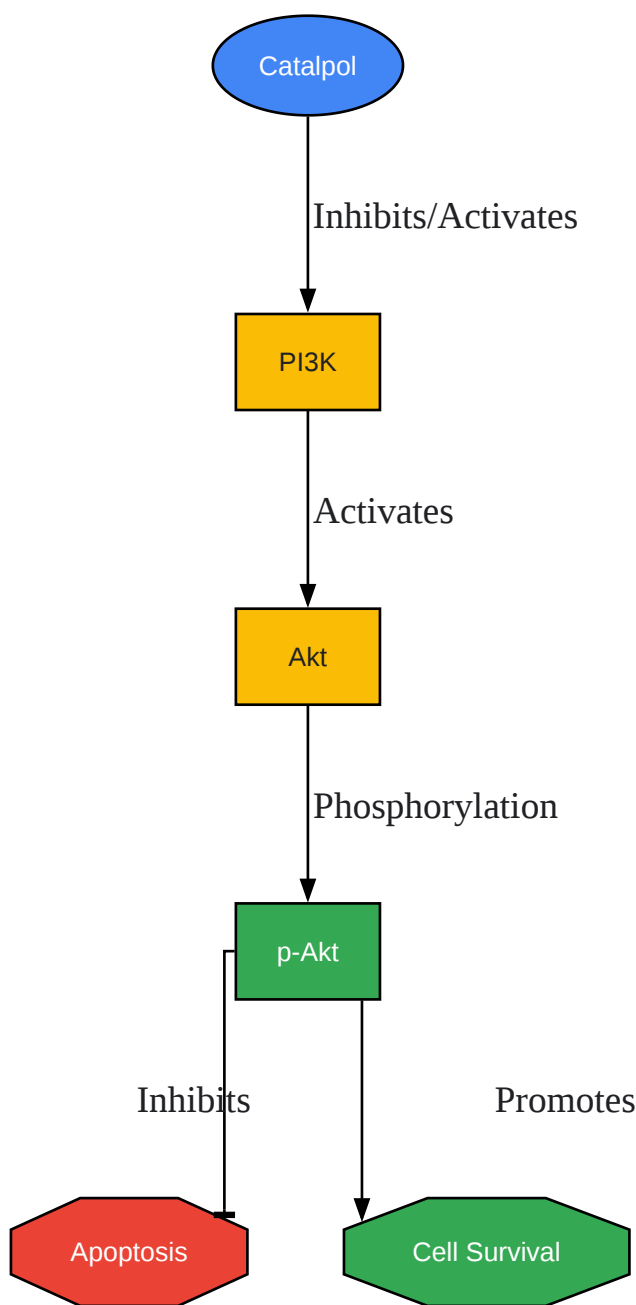 Catalpol
Inhibits/Activates
PI3K
Activates
Akt
Phosphorylation
p-Akt
Inhibits
Promotes
Apoptosis
Cell Survival